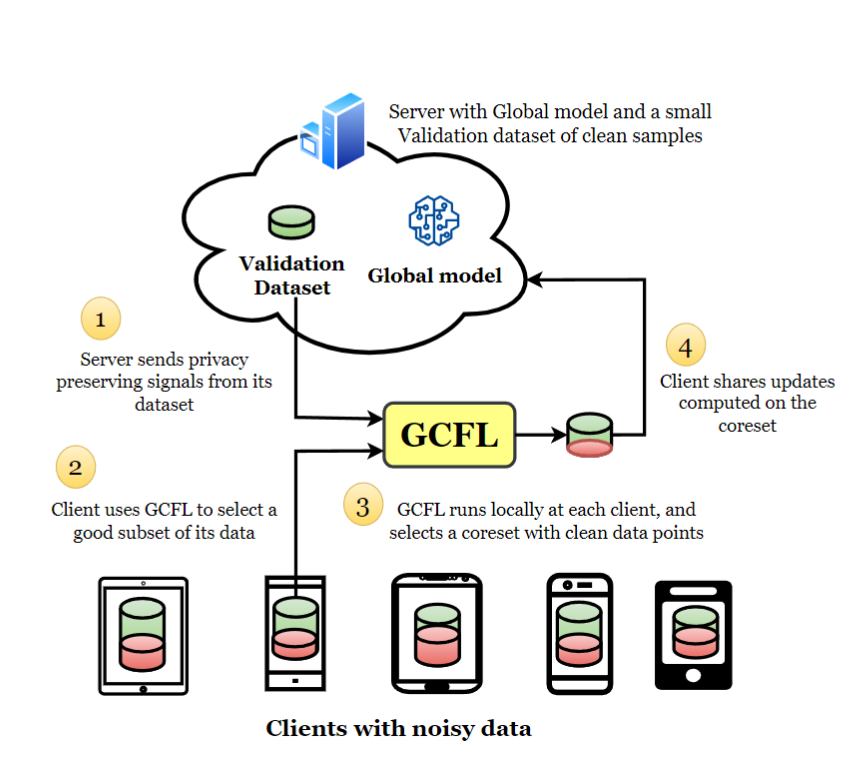 Server with Global model and a small
Validation dataset of clean samples
Validation
Dataset
Global model
1
Server sends privacy
preserving signals from its
dataset
4
Client shares updates
computed on the
coreset
GCFL
2
Client uses GCFL to select a
good subset of its data
3
GCFL runs locally at each client, and
selects a coreset with clean data points
Clients with noisy data